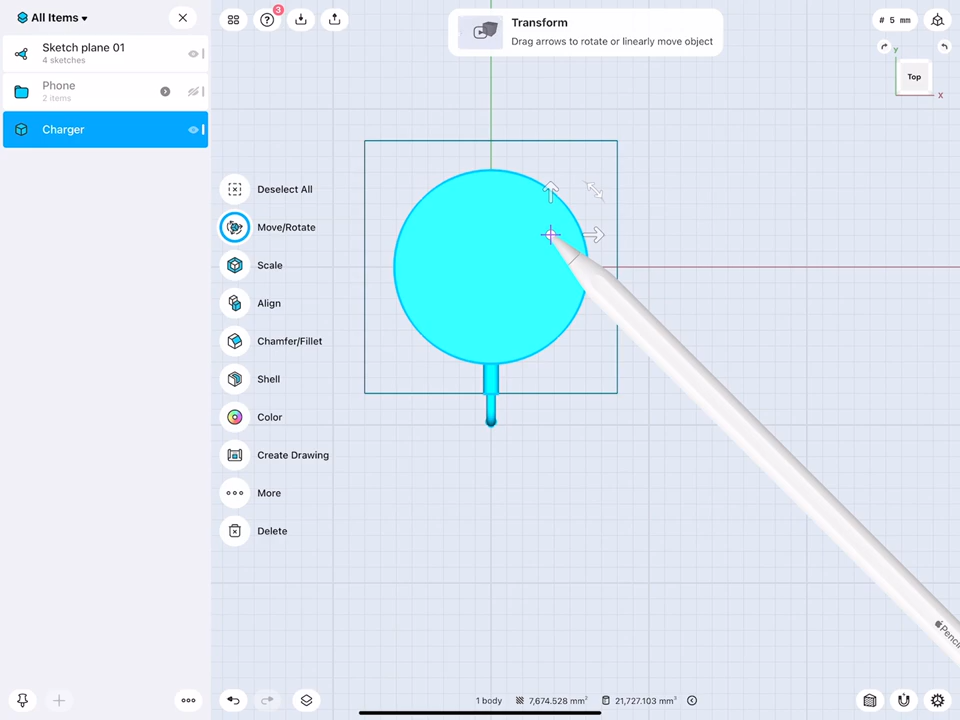 All Items
Sketch plane 01
4 sketches
Phone
2 items
Charger
3
Transform
Drag arrows to rotate or linearly move object
# 5 mm
y
Top
x
Deselect All
Move/Rotate
Scale
Align
Chamfer/Fillet
Shell
Color
Create Drawing
More
Delete
1 body
7,674.528 mm²
21,727.103 mm³
Pencil